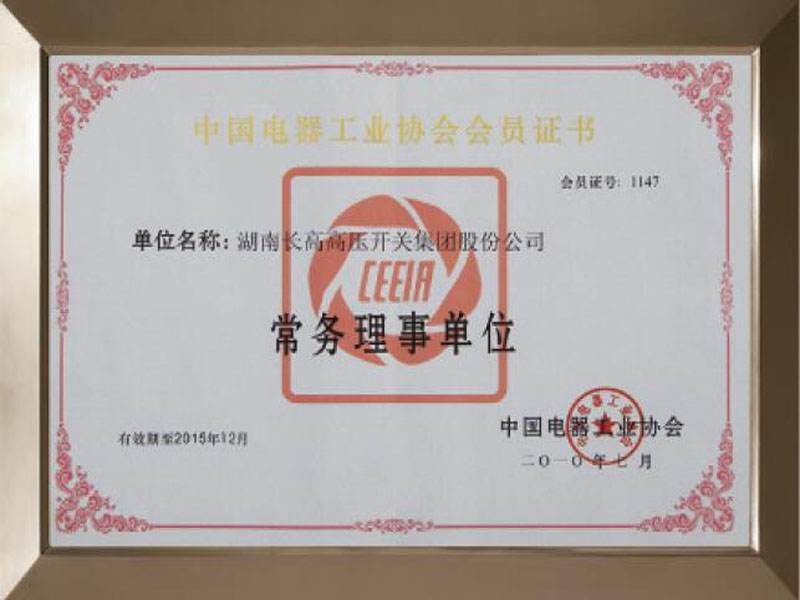 中国电器工业协会会员证书
会员证号: 1147
单位名称: 湖南长高高压开关集团股份公司
CEEIA
常务理事单位
中国电器工业协会
有效期至2015年12月
二〇一〇年七月